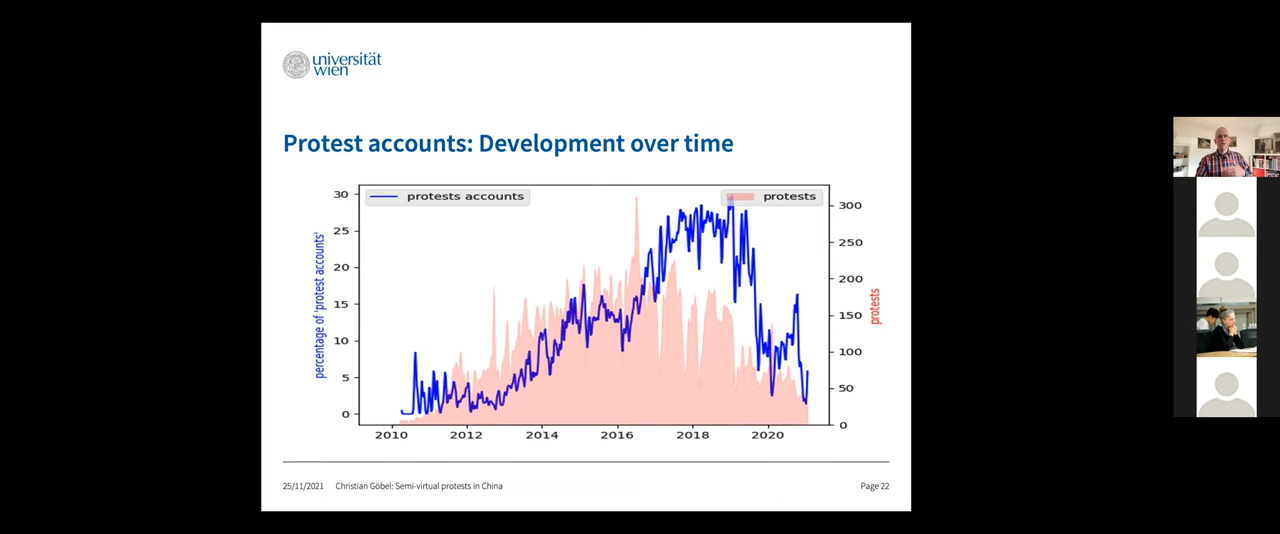 universität
wien
Protest accounts: Development over time
protests accounts
protests
percentage of 'protest accounts'
30
25
20
15
10
5
0
300
250
200
150
100
50
0
protests
2010 2012 2014 2016 2018 2020
25/11/2021 Christian Göbel: Semi-virtual protests in China Page 22